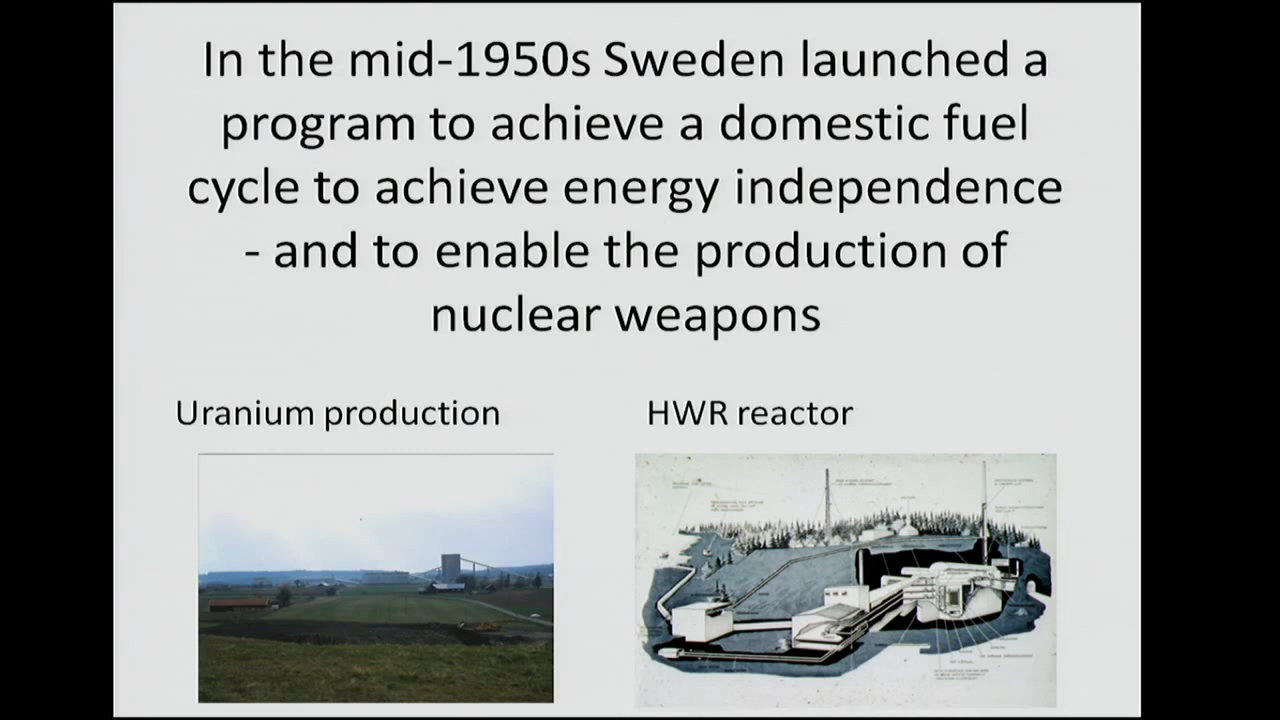 In the mid-1950s Sweden launched a
program to achieve a domestic fuel
cycle to achieve energy independence
- and to enable the production of
nuclear weapons
Uranium production
HWR reactor